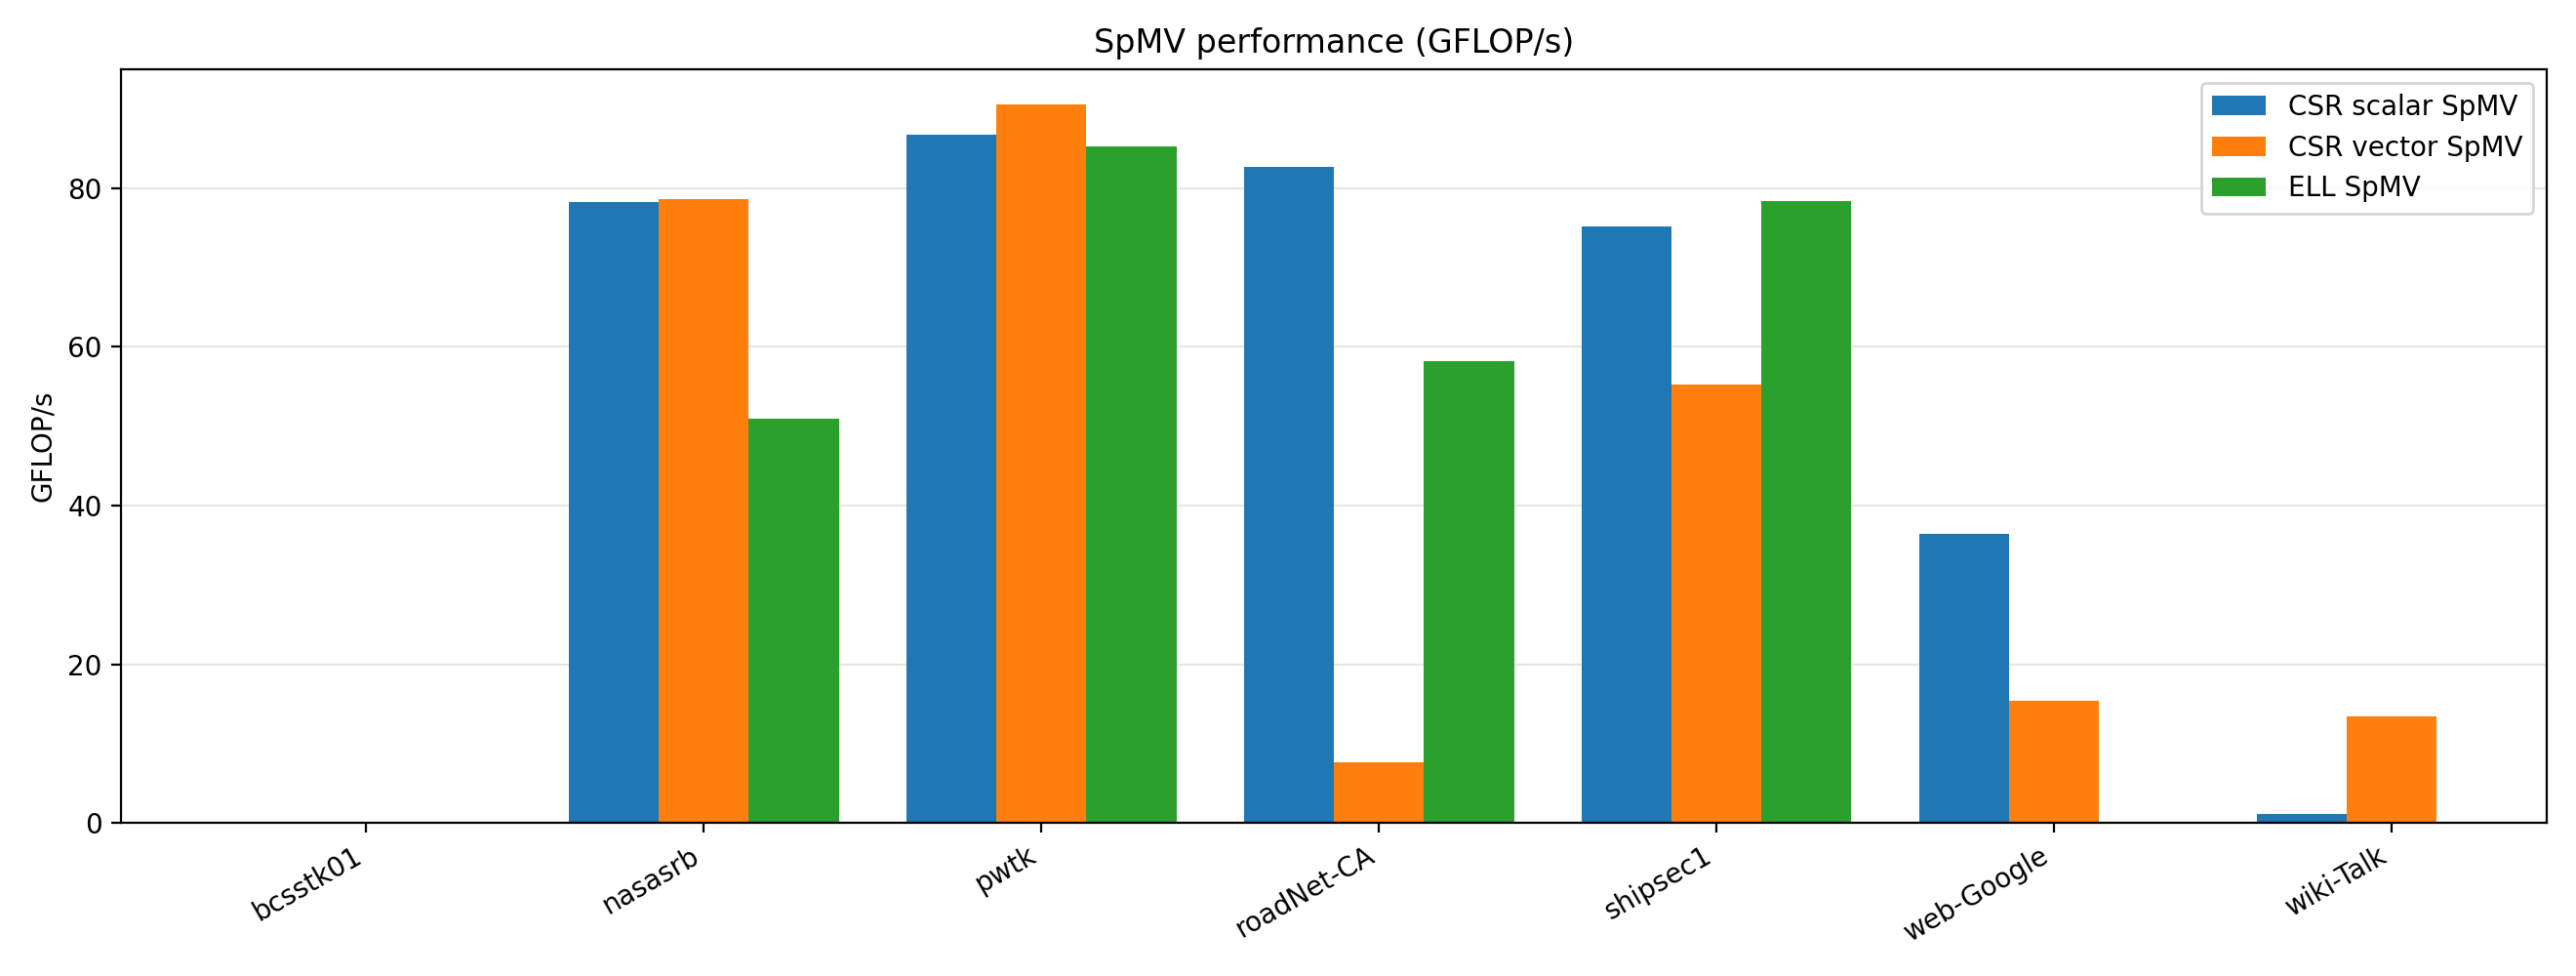 SpMV performance (GFLOP/s)
CSR scalar SpMV
CSR vector SpMV
ELL SpMV
GFLOP/s
80
60
40
20
0
bcsstk01
nasasrb
pwtk
roadNet-CA
shipsec1
web-Google
wiki-Talk